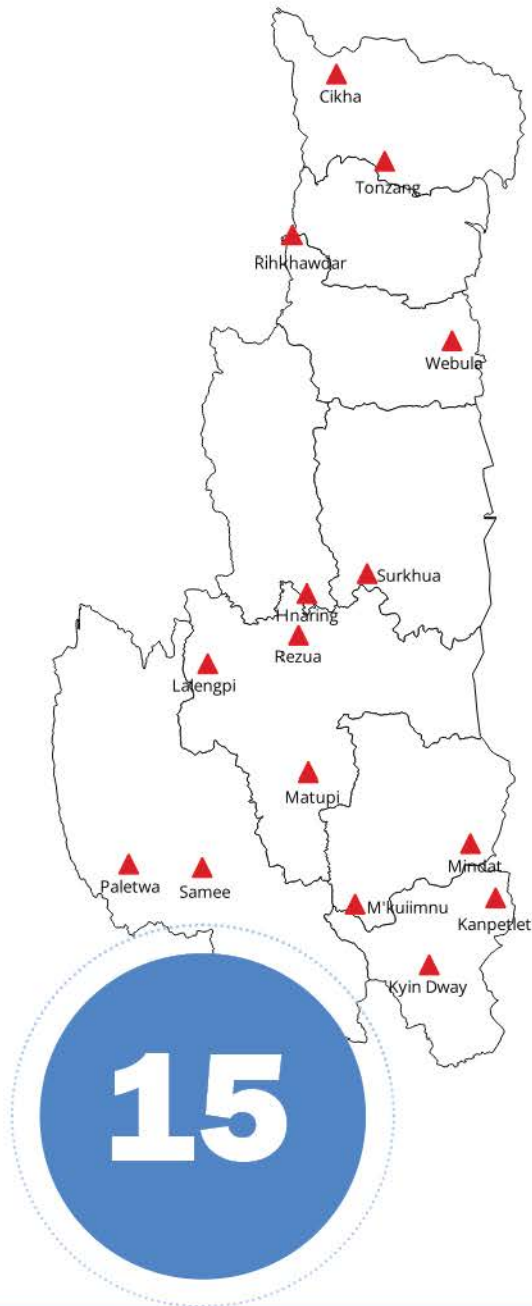 Cikha
Tonzang
Rihkhawdar
Webula
Surkhua
Hnaring
Rezua
Lalengpi
Matupi
Mindat
Paletwa
Samee
M'kuiimnu
Kanpetlet
Kyin Dway
15